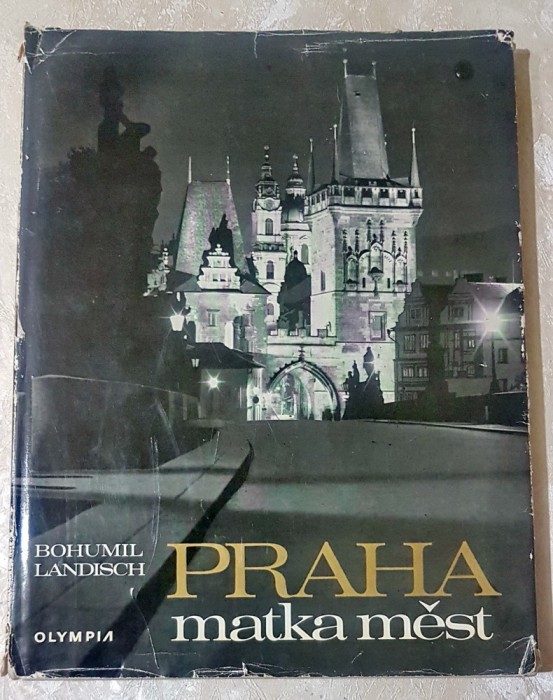 BOHUMIL
LANDISCH
PRAHA
matka měst
OLYMPIA